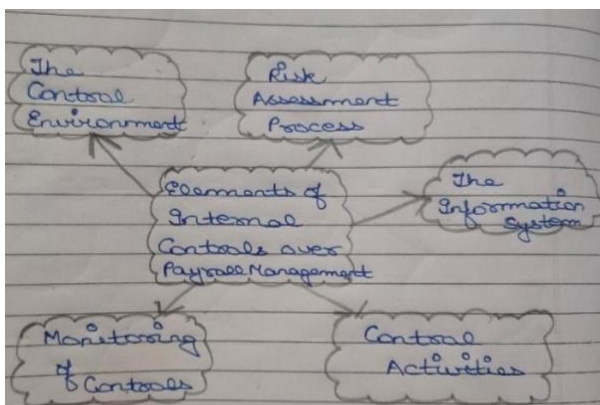 The
Control
Environment
Risk
Assessment
Process
Elements of
Internal
Controls over
Payroll Management
The
Information
System
Monitoring
of Controls
Control
Activities